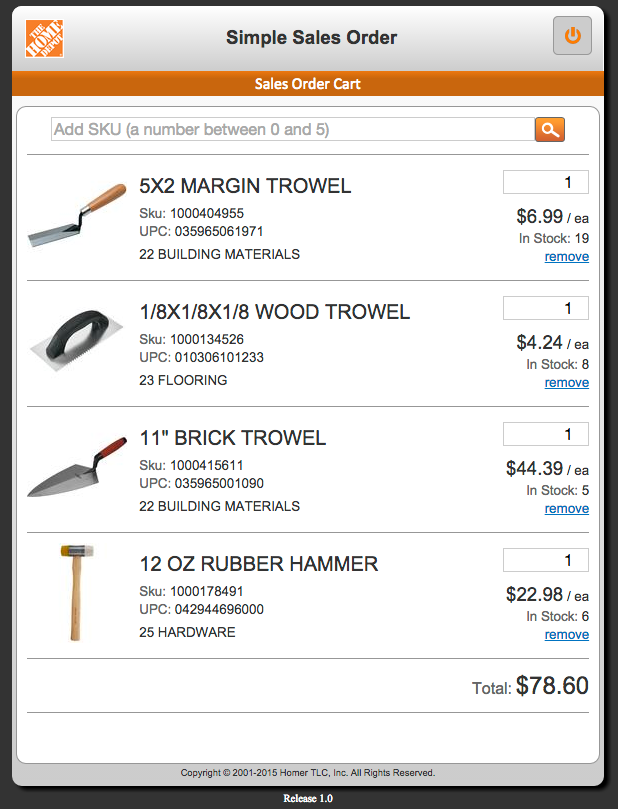 THE
HOME
DEPOT
Simple Sales Order
Sales Order Cart
Add SKU (a number between 0 and 5)
5X2 MARGIN TROWEL
1
Sku: 1000404955
$6.99 / ea
UPC: 035965061971
In Stock: 19
22 BUILDING MATERIALS
remove
1/8X1/8X1/8 WOOD TROWEL
1
Sku: 1000134526
$4.24 / ea
UPC: 010306101233
In Stock: 8
23 FLOORING
remove
11" BRICK TROWEL
1
Sku: 1000415611
$44.39 / ea
UPC: 035965001090
In Stock: 5
22 BUILDING MATERIALS
remove
12 OZ RUBBER HAMMER
1
Sku: 1000178491
$22.98 / ea
UPC: 042944696000
In Stock: 6
25 HARDWARE
remove
Total: $78.60
Copyright © 2001-2015 Homer TLC, Inc. All Rights Reserved.
Release 1.0